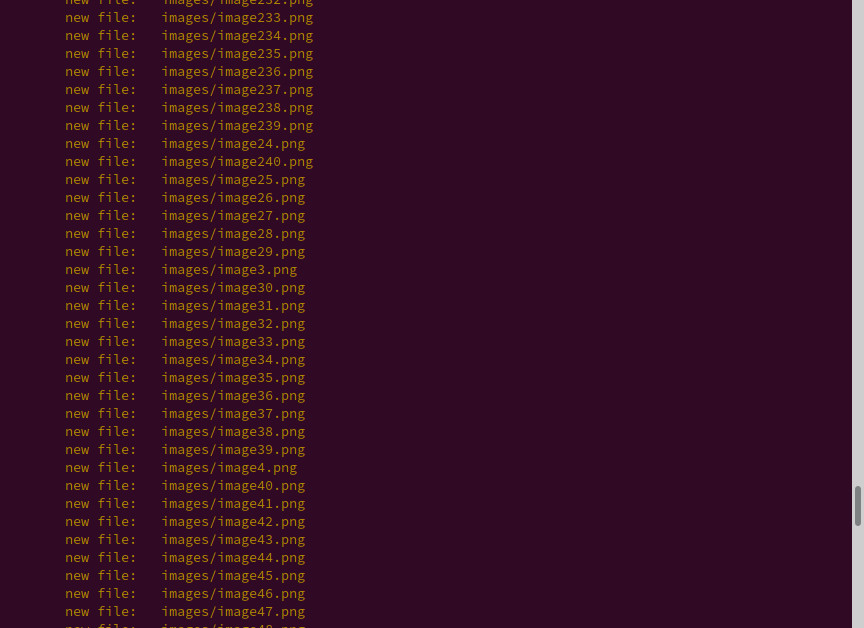 new file:   images/image232.png
new file:   images/image233.png
new file:   images/image234.png
new file:   images/image235.png
new file:   images/image236.png
new file:   images/image237.png
new file:   images/image238.png
new file:   images/image239.png
new file:   images/image24.png
new file:   images/image240.png
new file:   images/image25.png
new file:   images/image26.png
new file:   images/image27.png
new file:   images/image28.png
new file:   images/image29.png
new file:   images/image3.png
new file:   images/image30.png
new file:   images/image31.png
new file:   images/image32.png
new file:   images/image33.png
new file:   images/image34.png
new file:   images/image35.png
new file:   images/image36.png
new file:   images/image37.png
new file:   images/image38.png
new file:   images/image39.png
new file:   images/image4.png
new file:   images/image40.png
new file:   images/image41.png
new file:   images/image42.png
new file:   images/image43.png
new file:   images/image44.png
new file:   images/image45.png
new file:   images/image46.png
new file:   images/image47.png